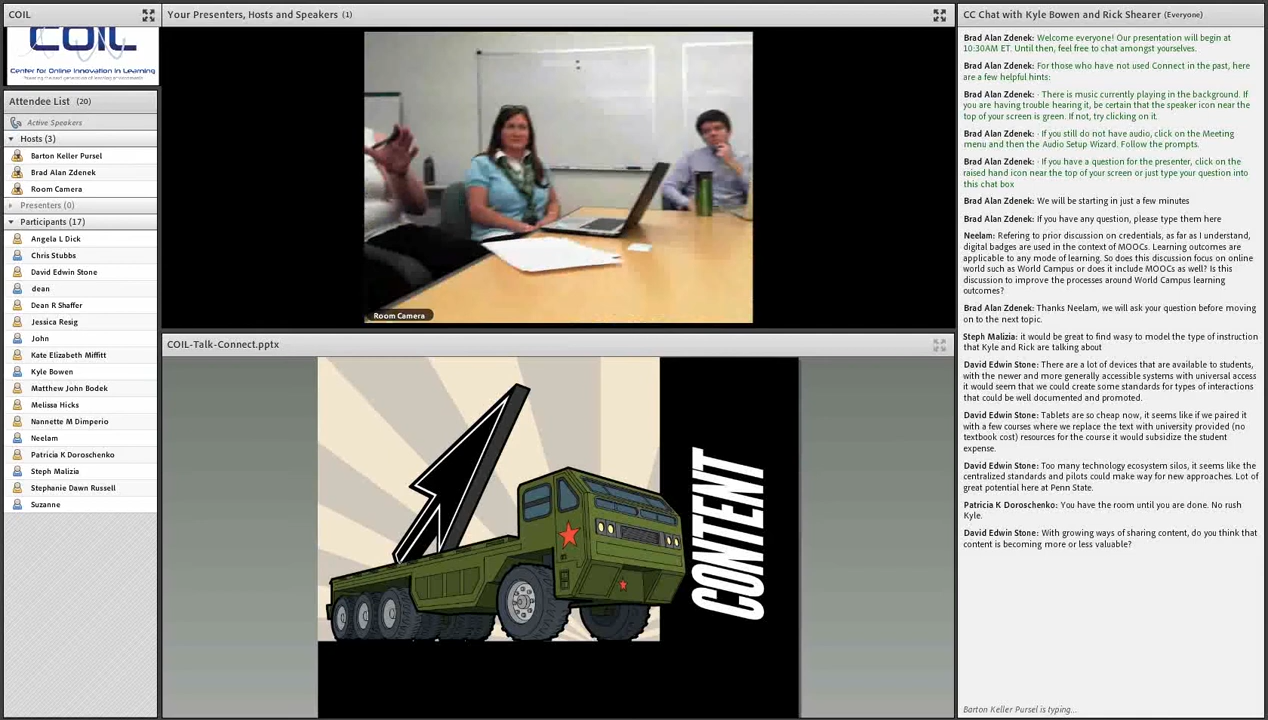 COIL
COIL
Center for Online Innovation in Learning
Attendee List (20)
Active Speakers
Hosts (3)
Barton Keller Pursel
Brad Alan Zdenek
Room Camera
Presenters (0)
Participants (17)
Angela L Dick
Chris Stubbs
David Edwin Stone
dean
Dean R Shaffer
Jessica Resig
John
Kate Elizabeth Miffitt
Kyle Bowen
Matthew John Bodek
Melissa Hicks
Nannette M Dimperio
Neelam
Patricia K Doroschenko
Steph Malizia
Stephanie Dawn Russell
Suzanne
Your Presenters, Hosts and Speakers (1)
Room Camera
COIL-Talk-Connect.pptx
CONTENT
CC Chat with Kyle Bowen and Rick Shearer (Everyone)
Brad Alan Zdenek: Welcome everyone! Our presentation will begin at
10:30AM ET. Until then, feel free to chat amongst yourselves.
Brad Alan Zdenek: For those who have not used Connect in the past, here
are a few helpful hints:
Brad Alan Zdenek: · There is music currently playing in the background. If
you are having trouble hearing it, be certain that the speaker icon near the
top of your screen is green. If not, try clicking on it.
Brad Alan Zdenek: · If you still do not have audio, click on the Meeting
menu and then the Audio Setup Wizard. Follow the prompts.
Brad Alan Zdenek: · If you have a question for the presenter, click on the
raised hand icon near the top of your screen or just type your question into
this chat box
Brad Alan Zdenek: We will be starting in just a few minutes
Brad Alan Zdenek: If you have any question, please type them here
Neelam: Refering to prior discussion on credentials, as far as I understand,
digital badges are used in the context of MOOCs. Learning outcomes are
applicable to any mode of learning. So does this discussion focus on online
world such as World Campus or does it include MOOCs as well? Is this
discussion to improve the processes around World Campus learning
outcomes?
Brad Alan Zdenek: Thanks Neelam, we will ask your question before moving
on to the next topic.
Steph Malizia: it would be great to find wasy to model the type of instruction
that Kyle and Rick are talking about
David Edwin Stone: There are a lot of devices that are available to students,
with the newer and more generally accessible systems with universal access
it would seem that we could create some standards for types of interactions
that could be well documented and promoted.
David Edwin Stone: Tablets are so cheap now, it seems like if we paired it
with a few courses where we replace the text with university provided (no
textbook cost) resources for the course it would subsidize the student
expense.
David Edwin Stone: Too many technology ecosystem silos, it seems like the
centralized standards and pilots could make way for new approaches. Lot of
great potential here at Penn State.
Patricia K Doroschenko: You have the room until you are done. No rush
Kyle.
David Edwin Stone: With growing ways of sharing content, do you think that
content is becoming more or less valuable?
Barton Keller Pursel is typing...